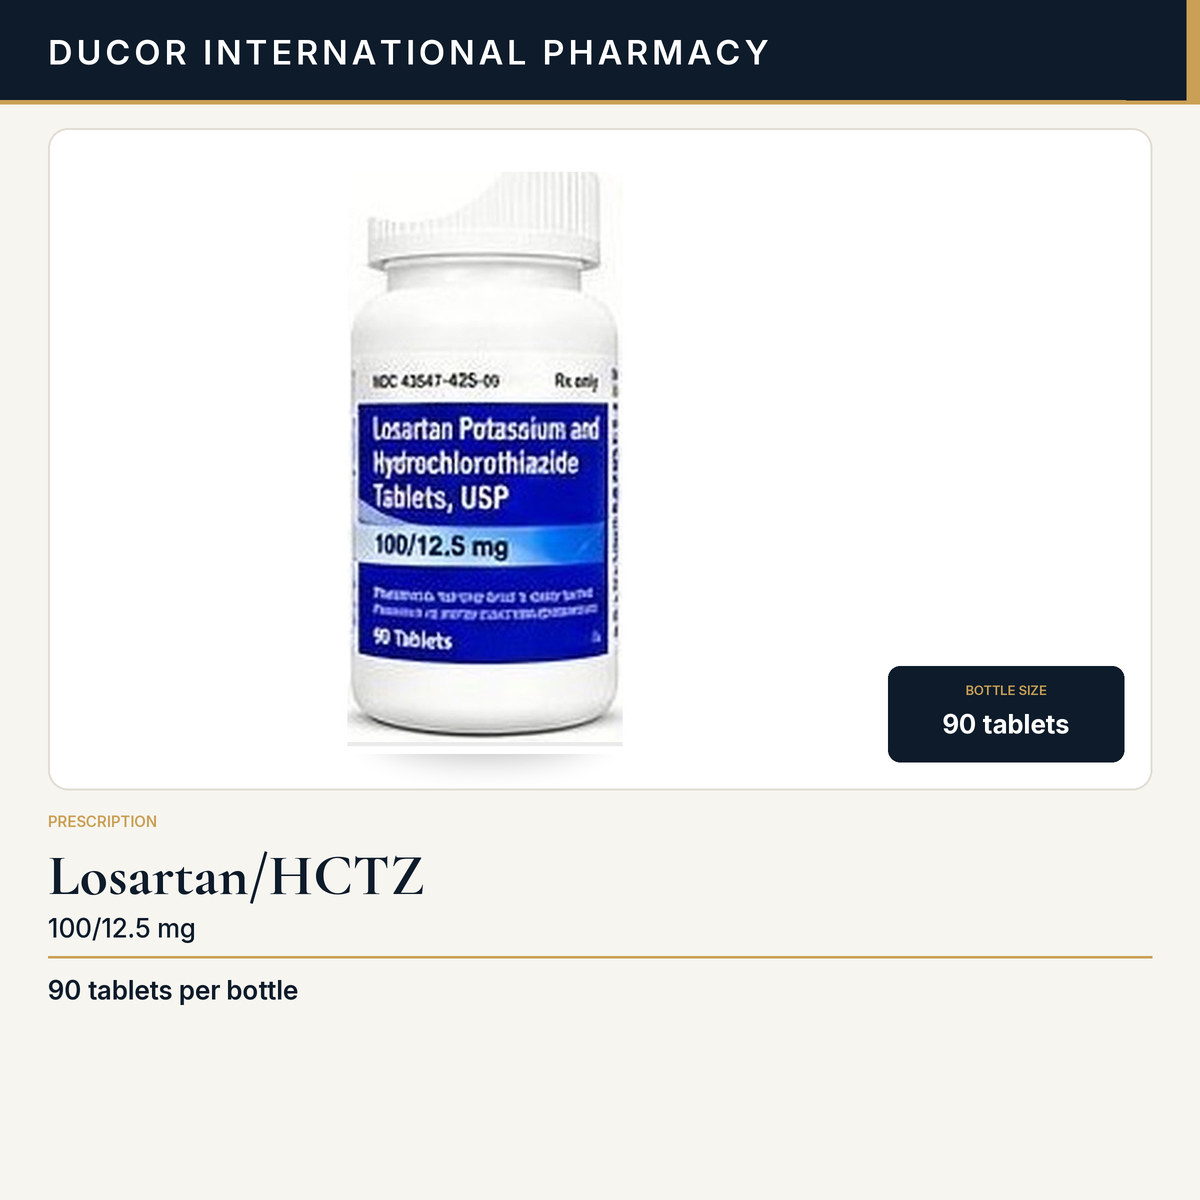 DUCOR INTERNATIONAL PHARMACY
NDC 43547-425-09 Rx only
Losartan Potassium and
Hydrochlorothiazide
Tablets, USP
100/12.5 mg
90 Tablets
BOTTLE SIZE
90 tablets
PRESCRIPTION
Losartan/HCTZ
100/12.5 mg
90 tablets per bottle